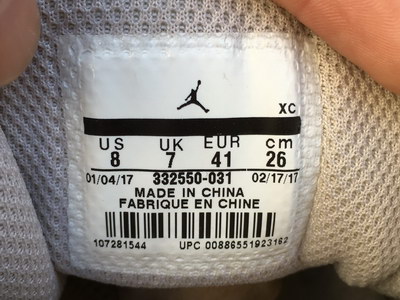 XC
US UK EUR cm
8 7 41 26
01/04/17 332550-031 02/17/17
MADE IN CHINA
FABRIQUE EN CHINE
107281544 UPC 00886551923162